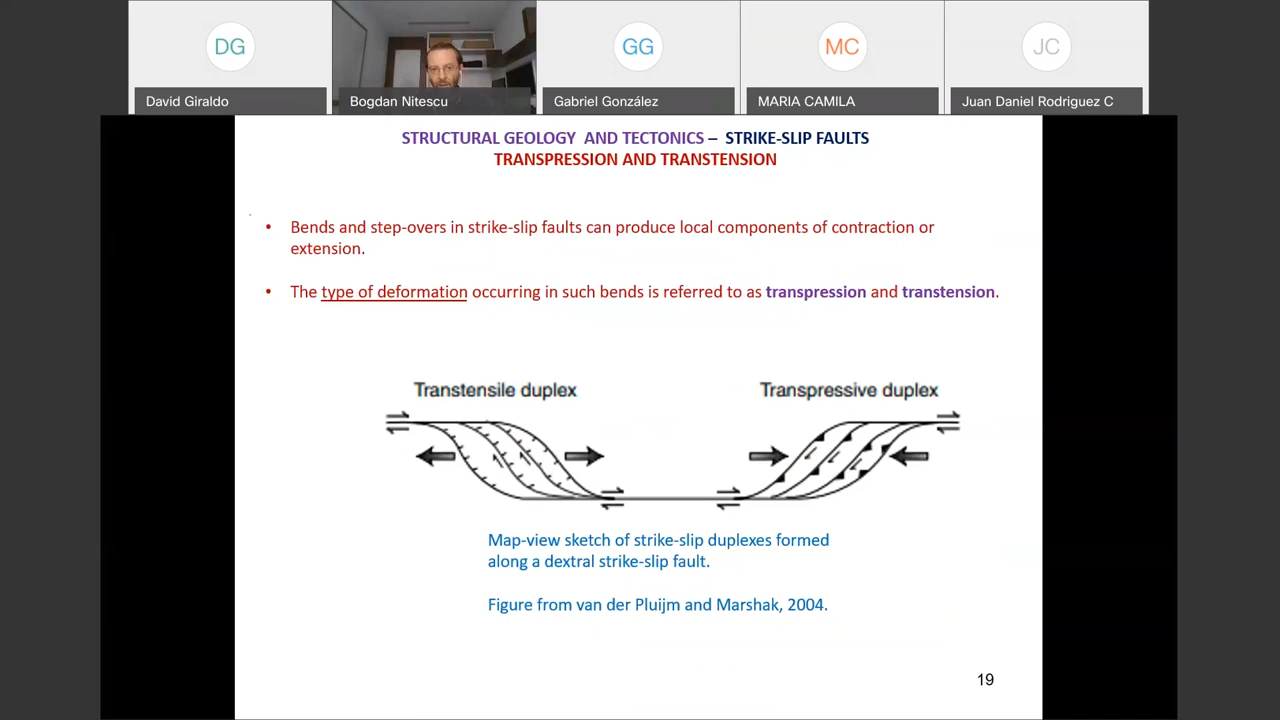 DG
GG
MC
JC
David Giraldo
Bogdan Nitescu
Gabriel González
MARIA CAMILA
Juan Daniel Rodriguez C
STRUCTURAL GEOLOGY AND TECTONICS – STRIKE-SLIP FAULTS
TRANSPRESSION AND TRANSTENSION
• Bends and step-overs in strike-slip faults can produce local components of contraction or
extension.
• The type of deformation occurring in such bends is referred to as transpression and transtension.
Transtensile duplex
Transpressive duplex
Map-view sketch of strike-slip duplexes formed
along a dextral strike-slip fault.
Figure from van der Pluijm and Marshak, 2004.
19